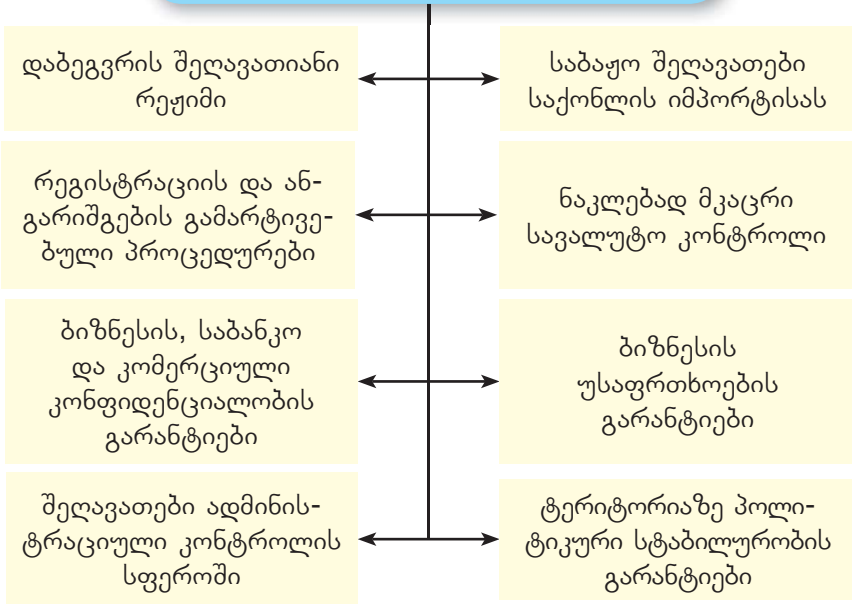 დაბეგვრის შეღავათიანი
რეჟიმი
საბაჟო შეღავათები
საქონლის იმპორტისას
რეგისტრაციის და ან-
გარიშგების გამარტივე-
ბული პროცედურები
ნაკლებად მკაცრი
სავალუტო კონტროლი
ბიზნესის, საბანკო
და კომერციული
კონფიდენციალობის
გარანტიები
ბიზნესის
უსაფრთხოების
გარანტიები
შეღავათები ადმინის-
ტრაციული კონტროლის
სფეროში
ტერიტორიაზე პოლი-
ტიკური სტაბილურობის
გარანტიები